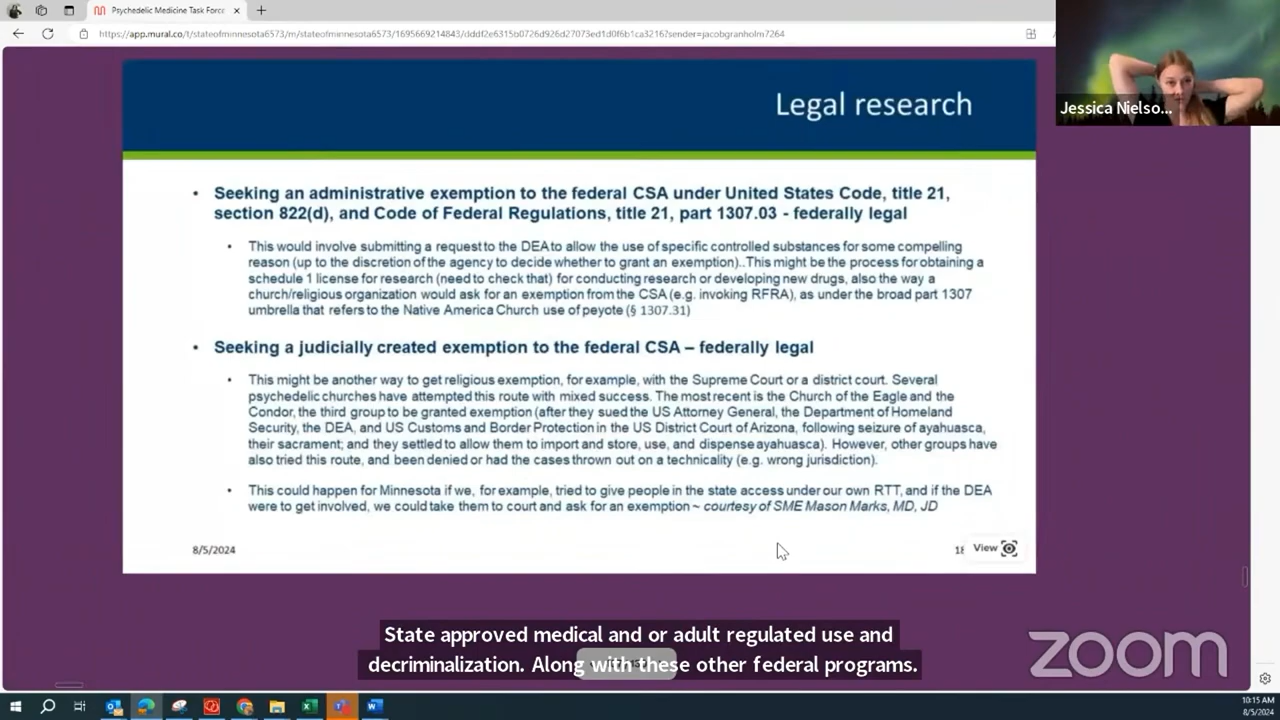 Psychedelic Medicine Task Force
https://app.mural.co/t/stateofminnesota6573/m/stateofminnesota6573/1695669214843/dddf2e6315b0726d926d27073ed1d0f6b1ca3216?sender=jacobgranholm7264
Jessica Nielso...
Legal research
• Seeking an administrative exemption to the federal CSA under United States Code, title 21,
section 822(d), and Code of Federal Regulations, title 21, part 1307.03 - federally legal
• This would involve submitting a request to the DEA to allow the use of specific controlled substances for some compelling
reason (up to the discretion of the agency to decide whether to grant an exemption)..This might be the process for obtaining a
schedule 1 license for research (need to check that) for conducting research or developing new drugs, also the way a
church/religious organization would ask for an exemption from the CSA (e.g. invoking RFRA), as under the broad part 1307
umbrella that refers to the Native America Church use of peyote (§ 1307.31)
• Seeking a judicially created exemption to the federal CSA – federally legal
• This might be another way to get religious exemption, for example, with the Supreme Court or a district court. Several
psychedelic churches have attempted this route with mixed success. The most recent is the Church of the Eagle and the
Condor, the third group to be granted exemption (after they sued the US Attorney General, the Department of Homeland
Security, the DEA, and US Customs and Border Protection in the US District Court of Arizona, following seizure of ayahuasca,
their sacrament; and they settled to allow them to import and store, use, and dispense ayahuasca). However, other groups have
also tried this route, and been denied or had the cases thrown out on a technicality (e.g. wrong jurisdiction).
• This could happen for Minnesota if we, for example, tried to give people in the state access under our own RTT, and if the DEA
were to get involved, we could take them to court and ask for an exemption ~ courtesy of SME Mason Marks, MD, JD
8/5/2024
18
View
State approved medical and or adult regulated use and
decriminalization. Along with these other federal programs.
zoom
10:15 AM
8/5/2024